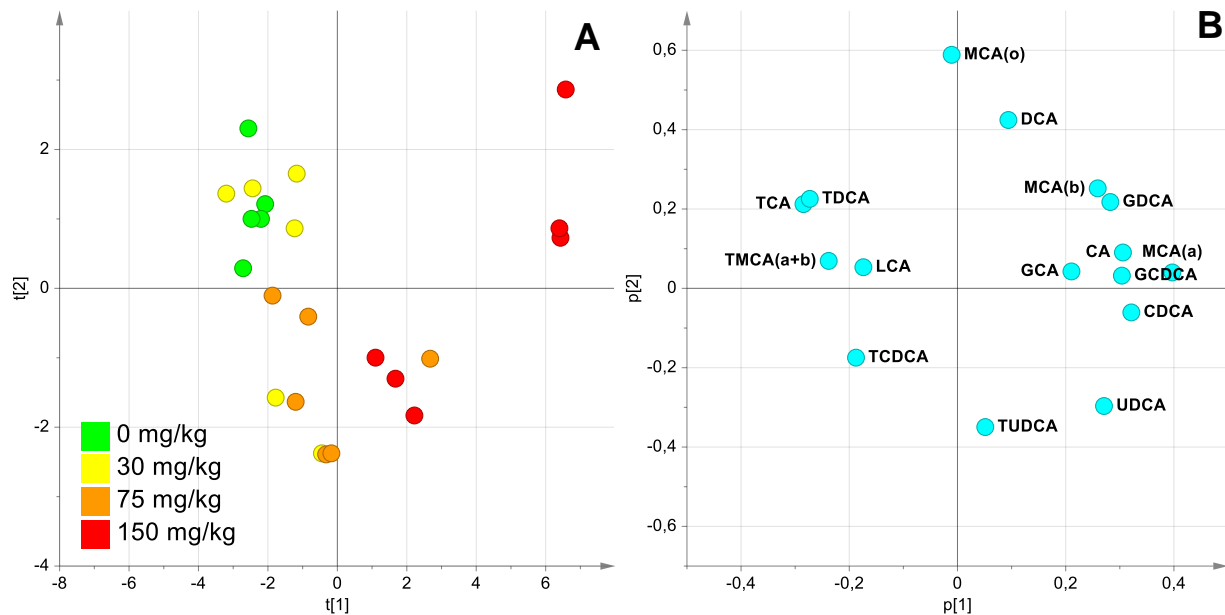 A
2
0
-2
-4
t[2]
-8
-6
-4
-2
0
2
4
6
t[1]
0 mg/kg
30 mg/kg
75 mg/kg
150 mg/kg
B
0,6
0,4
0,2
0
-0,2
-0,4
-0,6
p[2]
-0,4
-0,2
0
0,2
0,4
p[1]
MCA(o)
DCA
MCA(b)
GDCA
TCA
TDCA
TMCA(a+b)
LCA
CA
MCA(a)
GCA
GCDCA
CDCA
TCDCA
UDCA
TUDCA